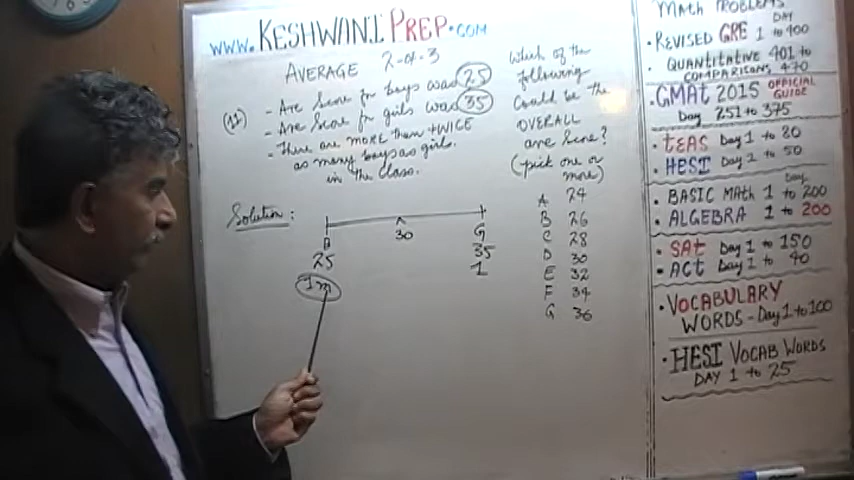 WWW. KESHWANI PREP.COM
AVERAGE 2-of-3
(11)
- Ave Score for boys was 25
- Ave Score for girls was 35
- There are MORE than tWICE
as many boys as girls.
in the class.
Which of the
following
Could be the
OVERALL
ave Score?
(pick one or
more)
A 24
B 26
C 28
D 30
E 32
F 34
G 36
Solution:
30
B
G
25
35
1
MAth PROBLEMS
DAY
• REVISED GRE 1 to 400
• QUANtitAtiVE 401 to
COMPARISONS 470
• GMAt 2015 OFFICIAL
GUIDE
Day 251 to 375
• tEAS Day 1 to 80
• HESI Day 1 to 50
Day
• BASIC MAth 1 to 200
• ALGEBRA 1 to 200
• SAt Day 1 to 150
• ACt Day 1 to 40
• VOCABULARY
WORDS - Day 1 to 100
• HESI VOCAB WORDS
DAY 1 to 25